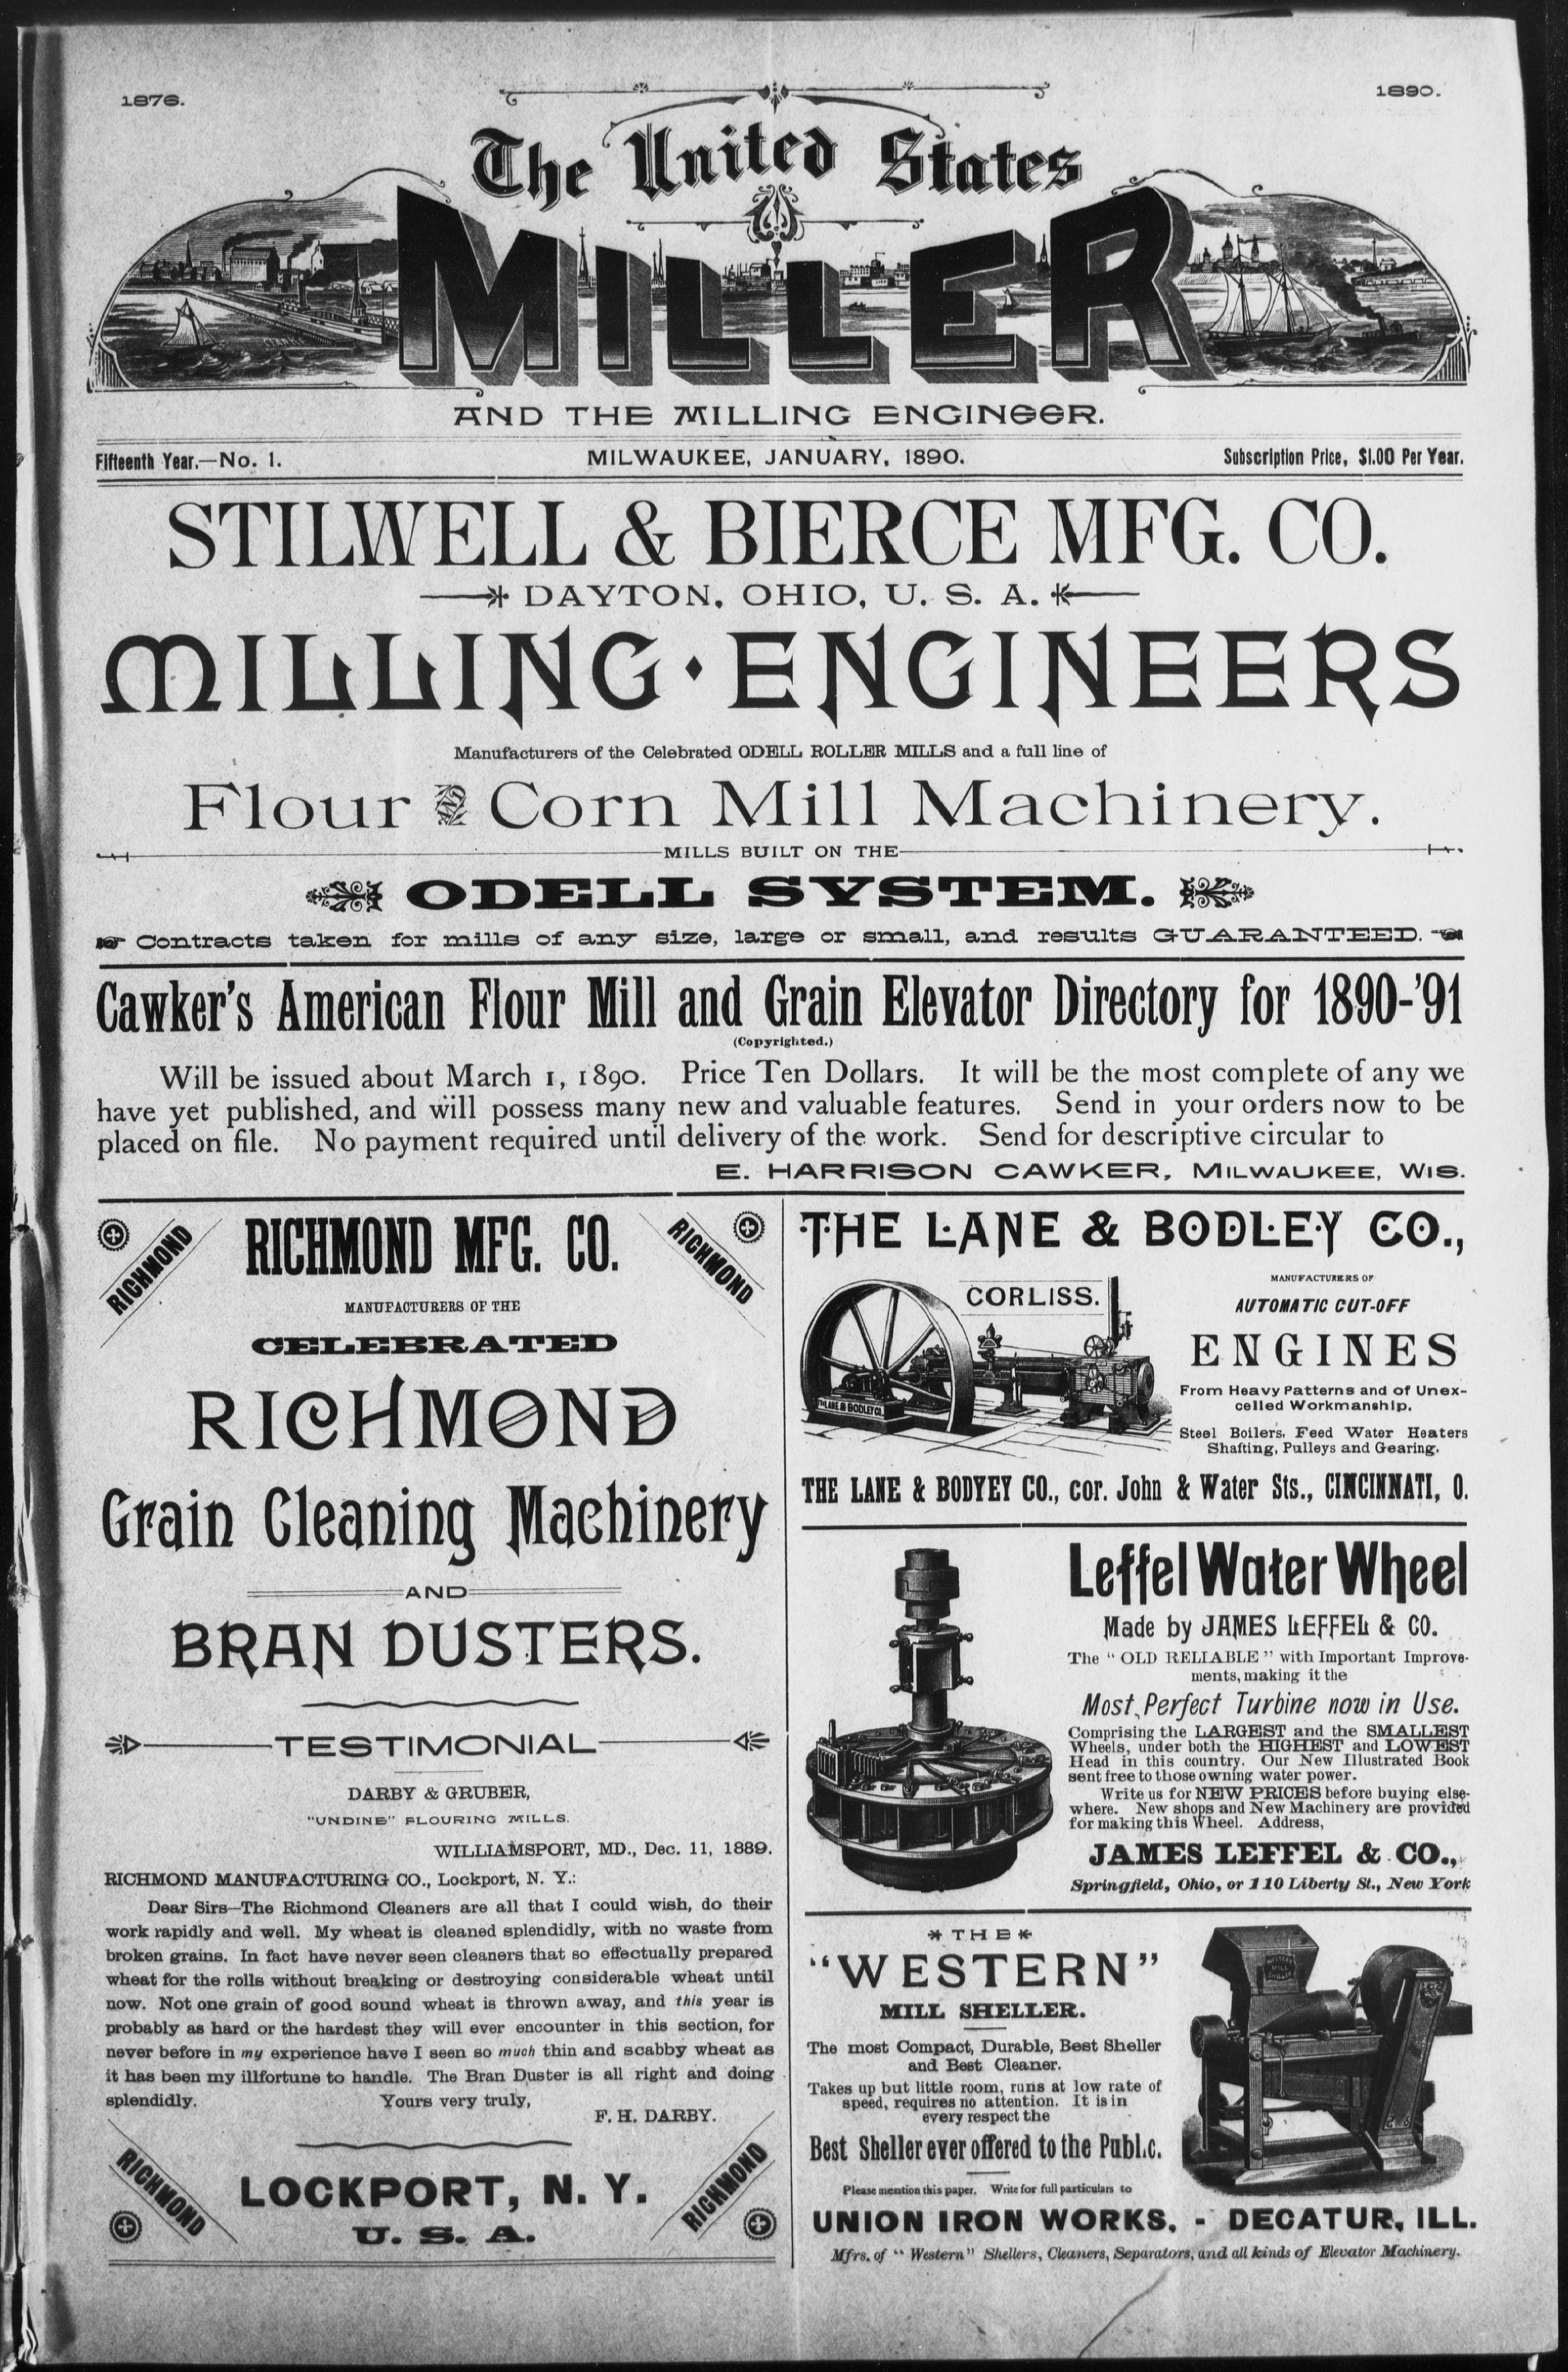 1876.
1890.
The United States
MILLER
AND THE MILLING ENGINEER.
Fifteenth Year.—No. 1.
MILWAUKEE, JANUARY, 1890.
Subscription Price, $1.00 Per Year.
STILWELL & BIERCE MFG. CO.
DAYTON, OHIO, U. S. A.
MILLING · ENGINEERS
Manufacturers of the Celebrated ODELL ROLLER MILLS and a full line of
Flour AND Corn Mill Machinery.
MILLS BUILT ON THE
ODELL SYSTEM.
Contracts taken for mills of any size, large or small, and results GUARANTEED.
Cawker's American Flour Mill and Grain Elevator Directory for 1890-'91
(Copyrighted.)
Will be issued about March 1, 1890. Price Ten Dollars. It will be the most complete of any we
have yet published, and will possess many new and valuable features. Send in your orders now to be
placed on file. No payment required until delivery of the work. Send for descriptive circular to
E. HARRISON CAWKER, MILWAUKEE, WIS.
RICHMOND
RICHMOND MFG. CO.
RICHMOND
MANUFACTURERS OF THE
CELEBRATED
RICHMOND
Grain Cleaning Machinery
AND
BRAN DUSTERS.
TESTIMONIAL
DARBY & GRUBER,
"UNDINE" FLOURING MILLS.
WILLIAMSPORT, MD., Dec. 11, 1889.
RICHMOND MANUFACTURING CO., Lockport, N. Y.:
Dear Sirs—The Richmond Cleaners are all that I could wish, do their
work rapidly and well. My wheat is cleaned splendidly, with no waste from
broken grains. In fact have never seen cleaners that so effectually prepared
wheat for the rolls without breaking or destroying considerable wheat until
now. Not one grain of good sound wheat is thrown away, and this year is
probably as hard or the hardest they will ever encounter in this section, for
never before in my experience have I seen so much thin and scabby wheat as
it has been my illfortune to handle. The Bran Duster is all right and doing
splendidly. Yours very truly,
F. H. DARBY.
RICHMOND
LOCKPORT, N. Y.
U. S. A.
RICHMOND
THE LANE & BODLEY CO.,
CORLISS.
THE LANE & BODLEY CO.
MANUFACTURERS OF
AUTOMATIC CUT-OFF
ENGINES
From Heavy Patterns and of Unex-
celled Workmanship.
Steel Boilers, Feed Water Heaters
Shafting, Pulleys and Gearing.
THE LANE & BODYEY CO., cor. John & Water Sts., CINCINNATI, O.
Leffel Water Wheel
Made by JAMES LEFFEL & CO.
The "OLD RELIABLE" with Important Improve-
ments, making it the
Most Perfect Turbine now in Use.
Comprising the LARGEST and the SMALLEST
Wheels, under both the HIGHEST and LOWEST
Head in this country. Our New Illustrated Book
sent free to those owning water power.
Write us for NEW PRICES before buying else-
where. New shops and New Machinery are provided
for making this Wheel. Address,
JAMES LEFFEL & CO.,
Springfield, Ohio, or 110 Liberty St., New York
THE
"WESTERN"
MILL SHELLER.
The most Compact, Durable, Best Sheller
and Best Cleaner.
Takes up but little room, runs at low rate of
speed, requires no attention. It is in
every respect the
Best Sheller ever offered to the Public.
Please mention this paper. Write for full particulars to
WESTERN
MILL
SHELLER
UNION IRON WORKS, - DECATUR, ILL.
Mfrs. of "Western" Shellers, Cleaners, Separators, and all kinds of Elevator Machinery.